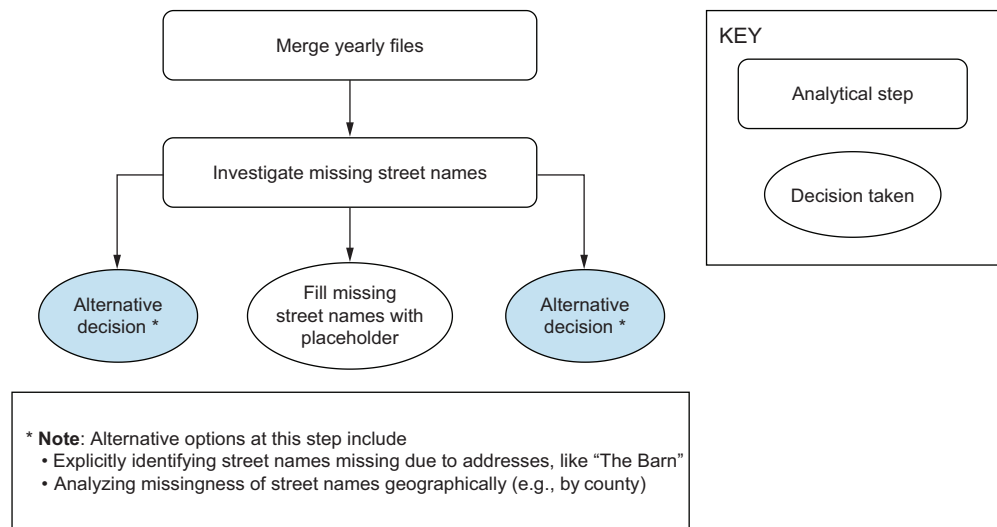 Merge yearly files
KEY
Analytical step
Investigate missing street names
Decision taken
Alternative
decision *
Fill missing
street names with
placeholder
Alternative
decision *
* Note: Alternative options at this step include
• Explicitly identifying street names missing due to addresses, like “The Barn”
• Analyzing missingness of street names geographically (e.g., by county)